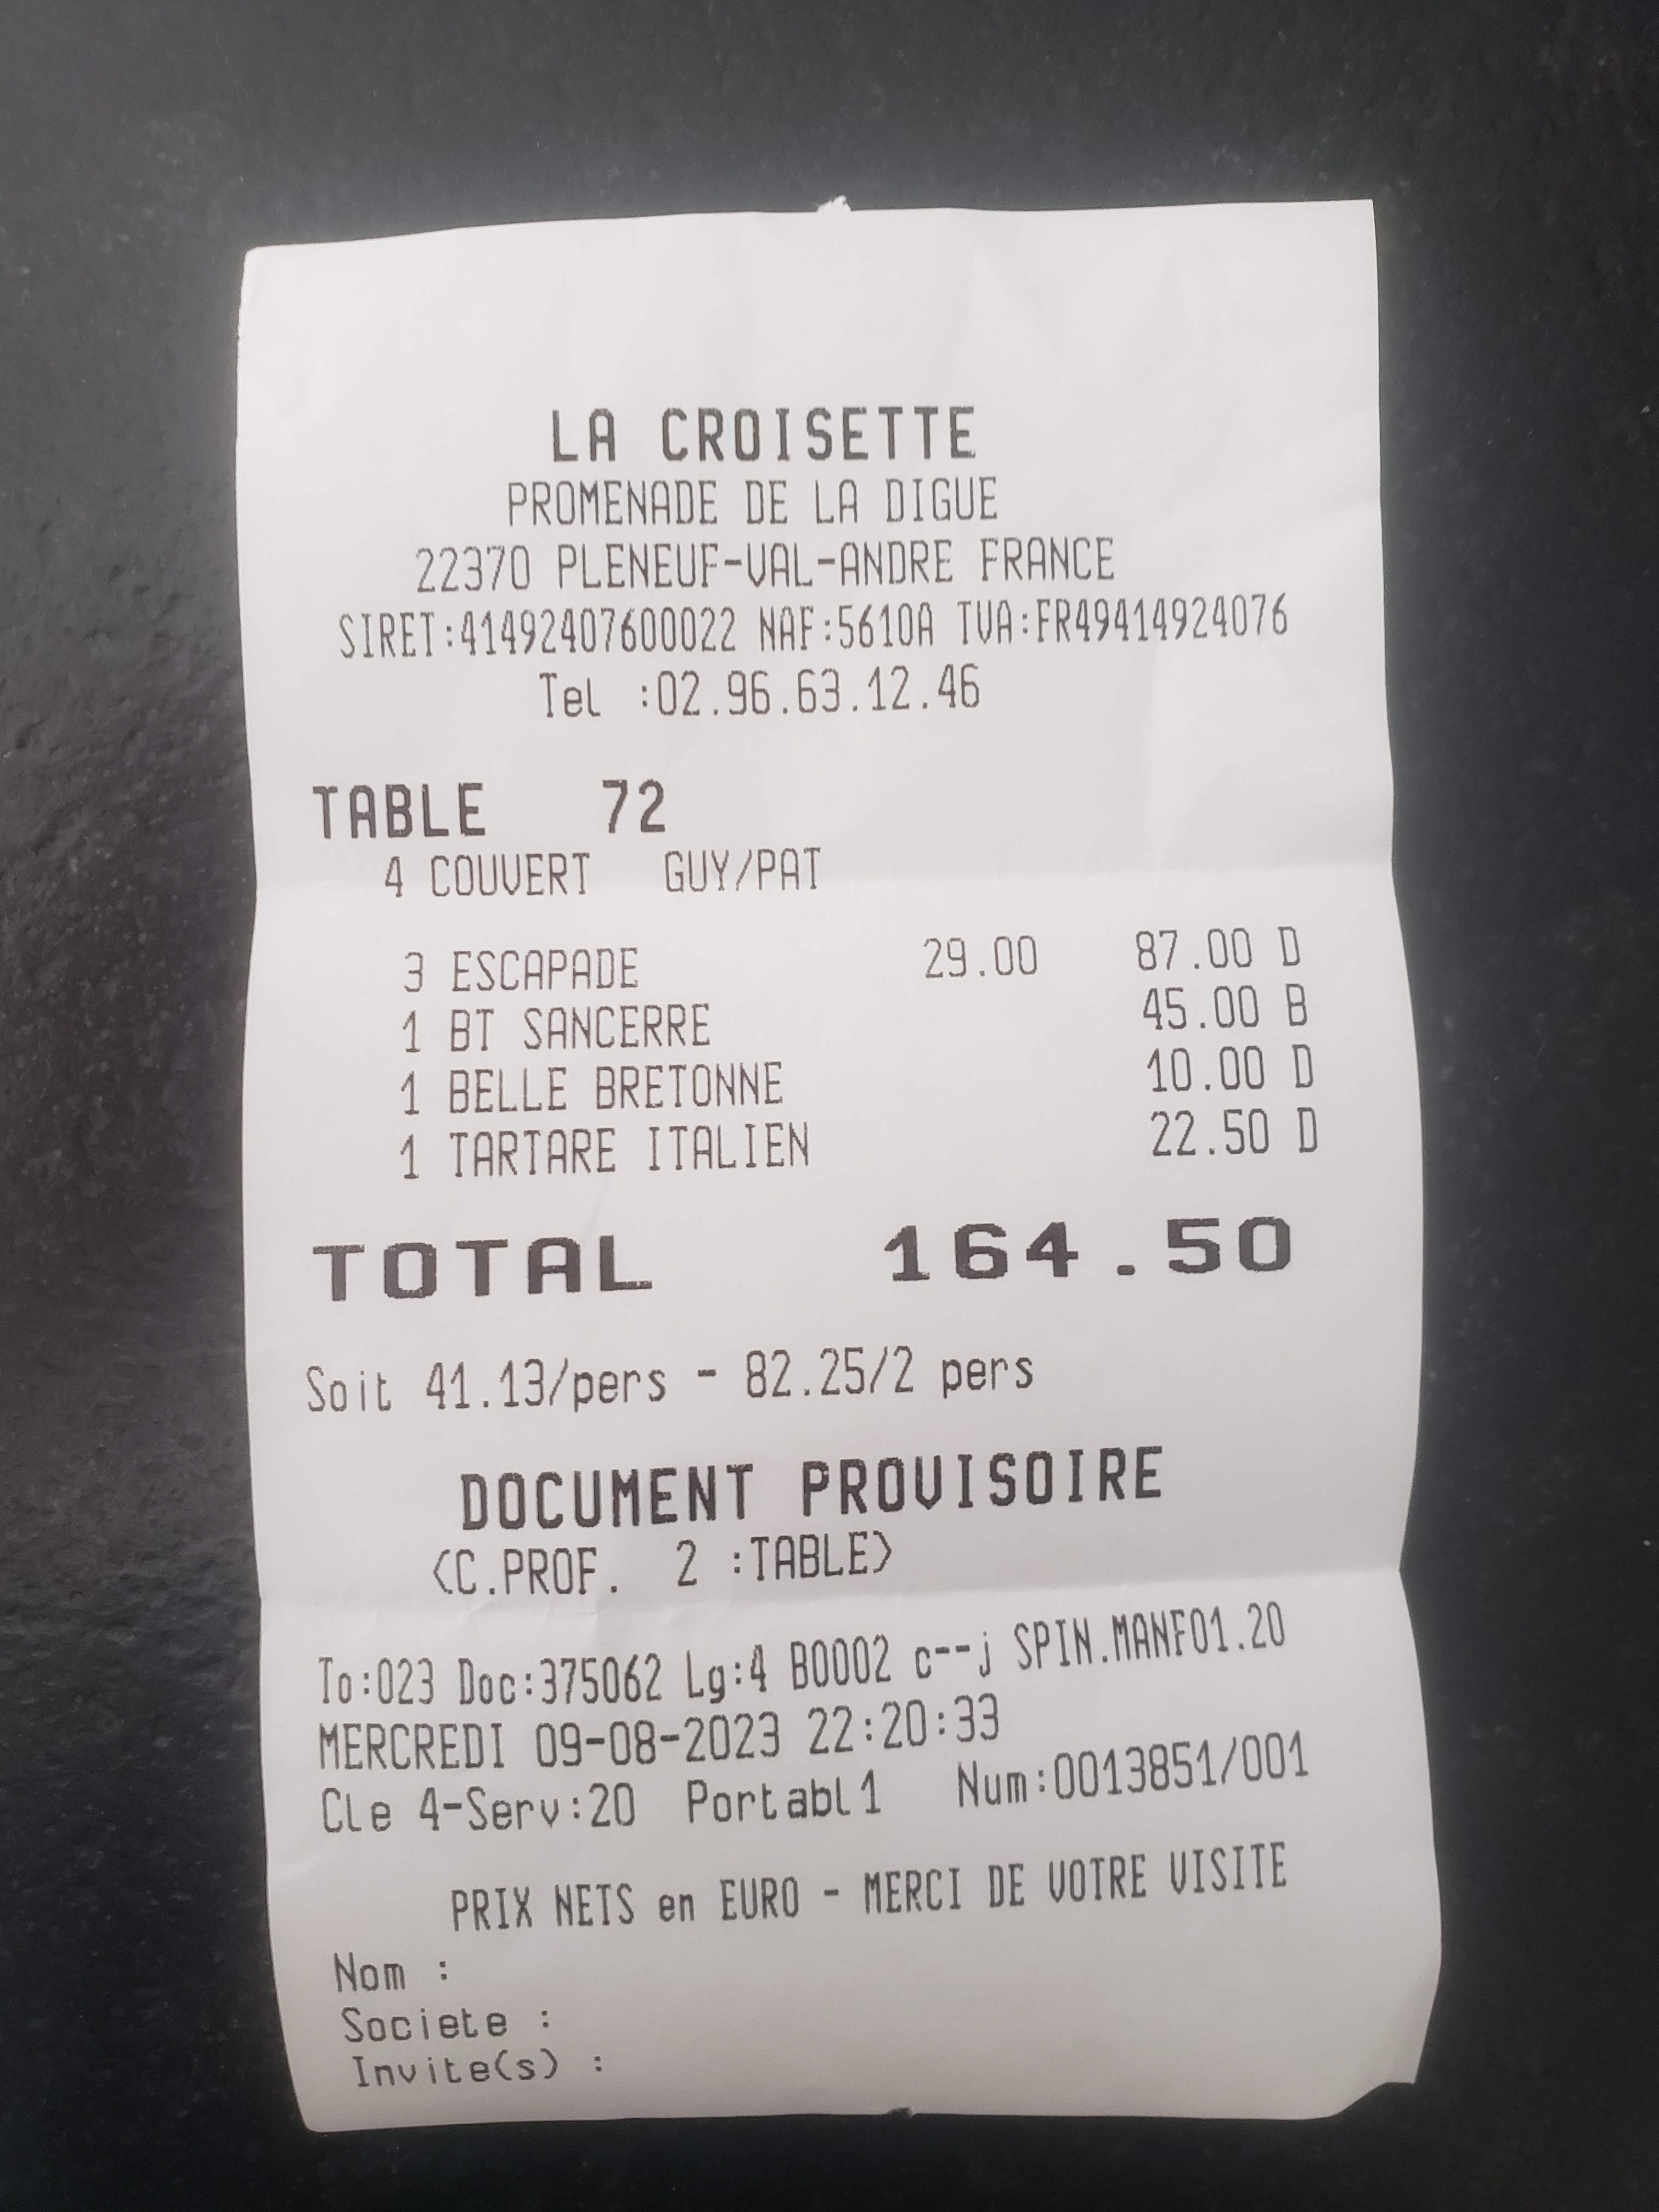 LA CROISETTE
PROMENADE DE LA DIGUE
22370 PLENEUF-VAL-ANDRE FRANCE
SIRET:41492407600022 NAF:5610A TVA:FR49414924076
Tel :02.96.63.12.46
TABLE 72
4 COUVERT GUY/PAT
3 ESCAPADE 29.00 87.00 D
1 BT SANCERRE 45.00 B
1 BELLE BRETONNE 10.00 D
1 TARTARE ITALIEN 22.50 D
TOTAL 164.50
Soit 41.13/pers - 82.25/2 pers
DOCUMENT PROVISOIRE
<C.PROF. 2 :TABLE>
To:023 Doc:375062 Lg:4 B0002 c--j SPIN.MANF01.20
MERCREDI 09-08-2023 22:20:33
Cle 4-Serv:20 Portabl1 Num:0013851/001
PRIX NETS en EURO - MERCI DE VOTRE VISITE
Nom :
Societe :
Invite(s) :